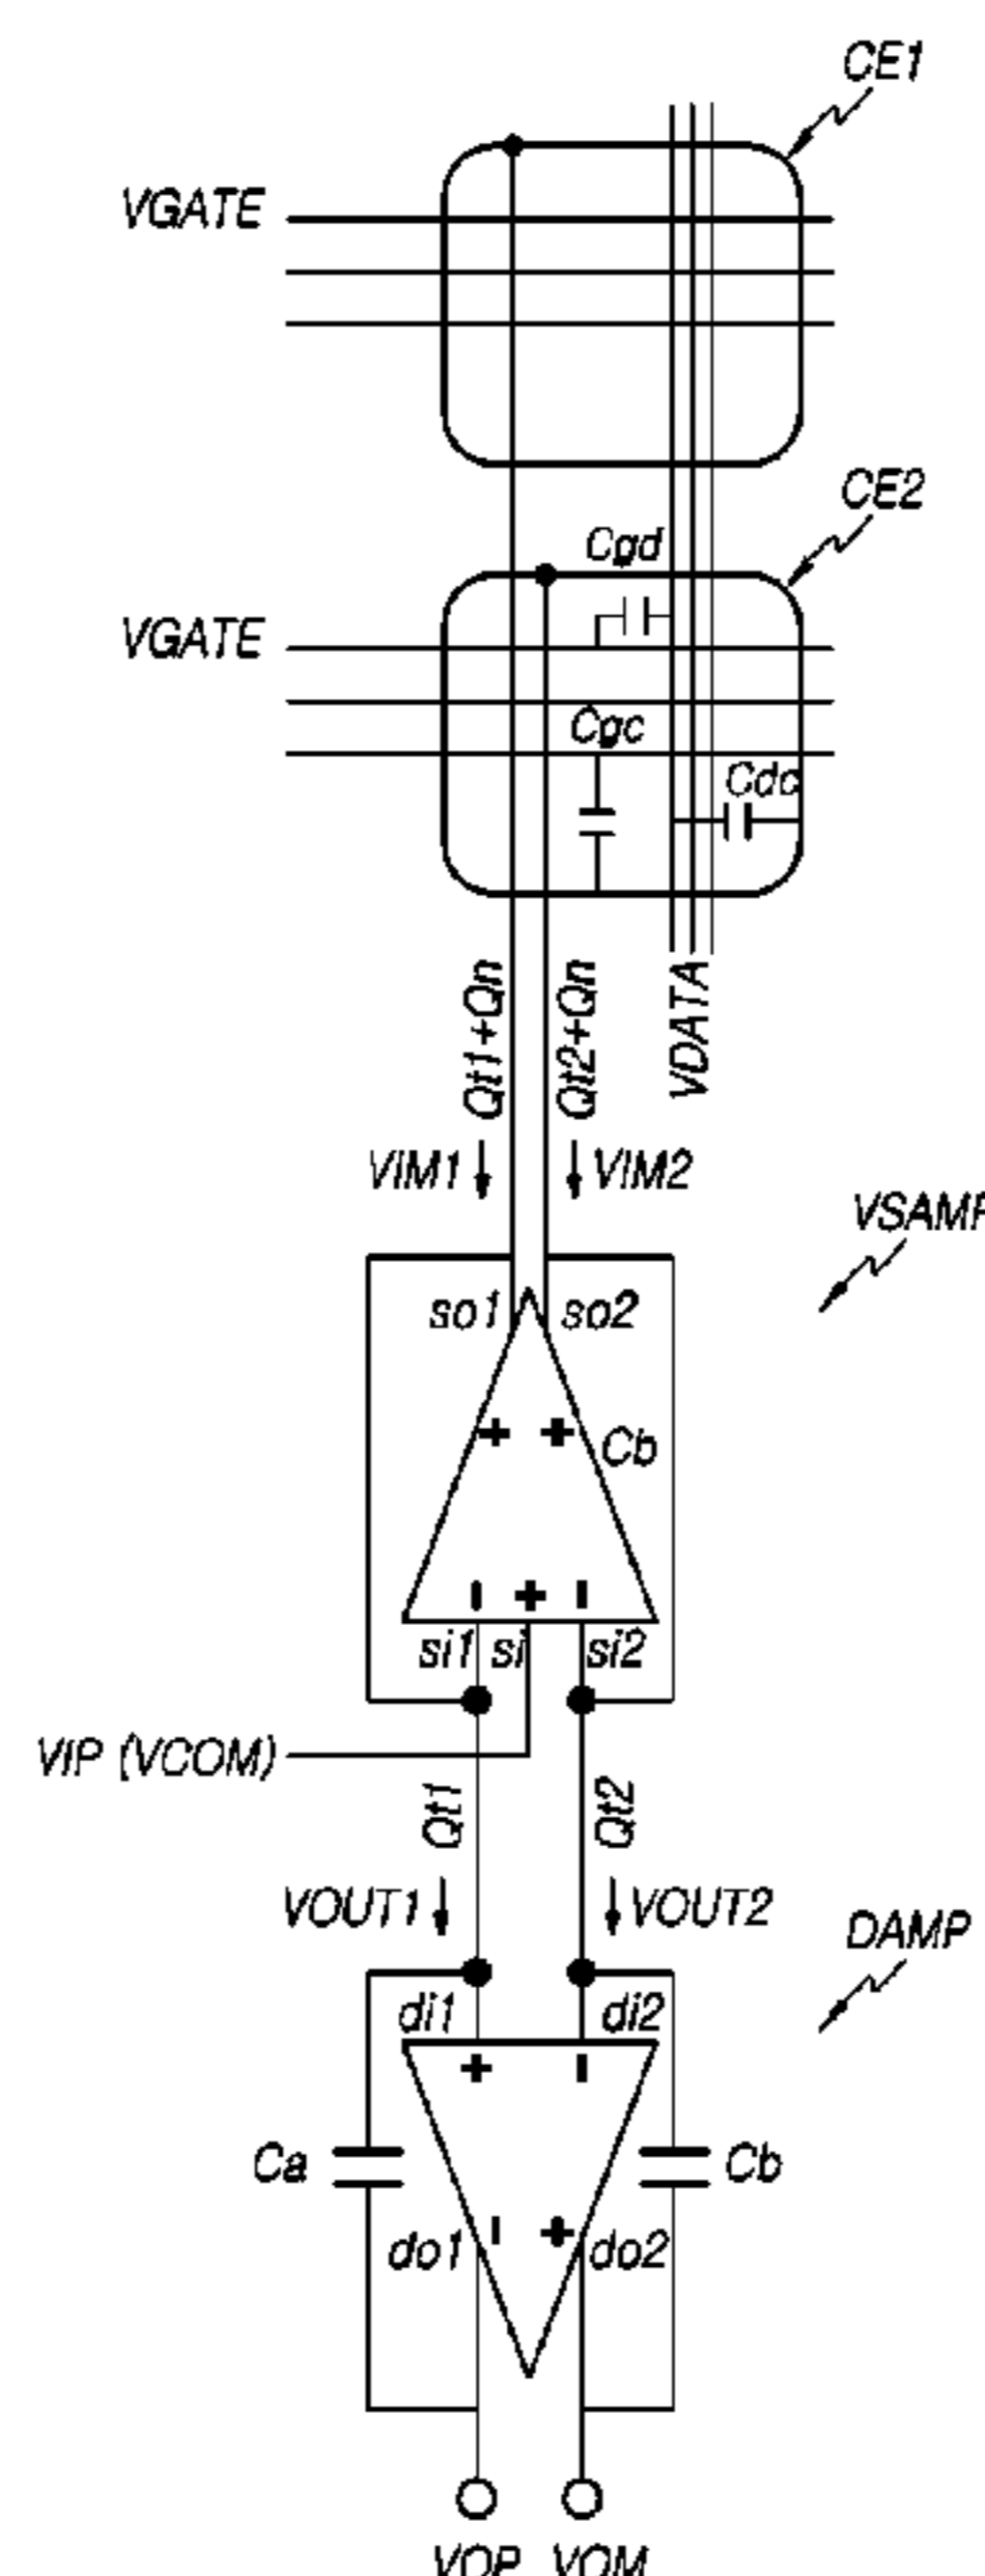 CE1
VGATE
CE2
Cgd
VGATE
Cgc
Cdc
Qt1+Qn
Qt2+Qn
VDATA
VIM1
VIM2
VSAMP
so1
so2
+ +
Cb
- + -
si1
si
si2
VIP (VCOM)
Qt1
Qt2
VOUT1
VOUT2
DAMP
di1
di2
+ -
Ca
Cb
- +
do1
do2
VOP
VOM